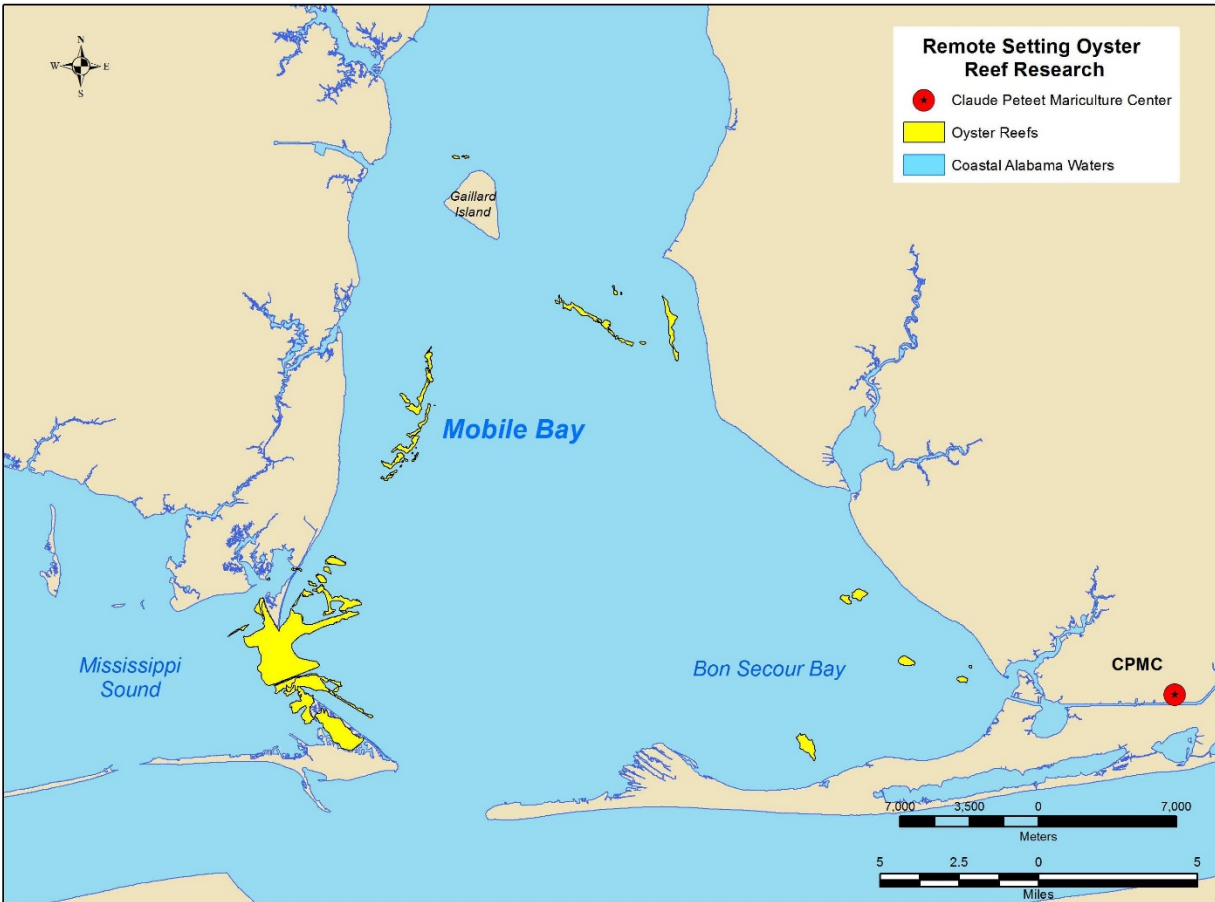 N
W E
S
Remote Setting Oyster
Reef Research
Claude Peteet Mariculture Center
Oyster Reefs
Coastal Alabama Waters
Gaillard
Island
Mobile Bay
Mississippi
Sound
Bon Secour Bay
CPMC
7,000 3,500 0 7,000
Meters
5 2.5 0 5
Miles